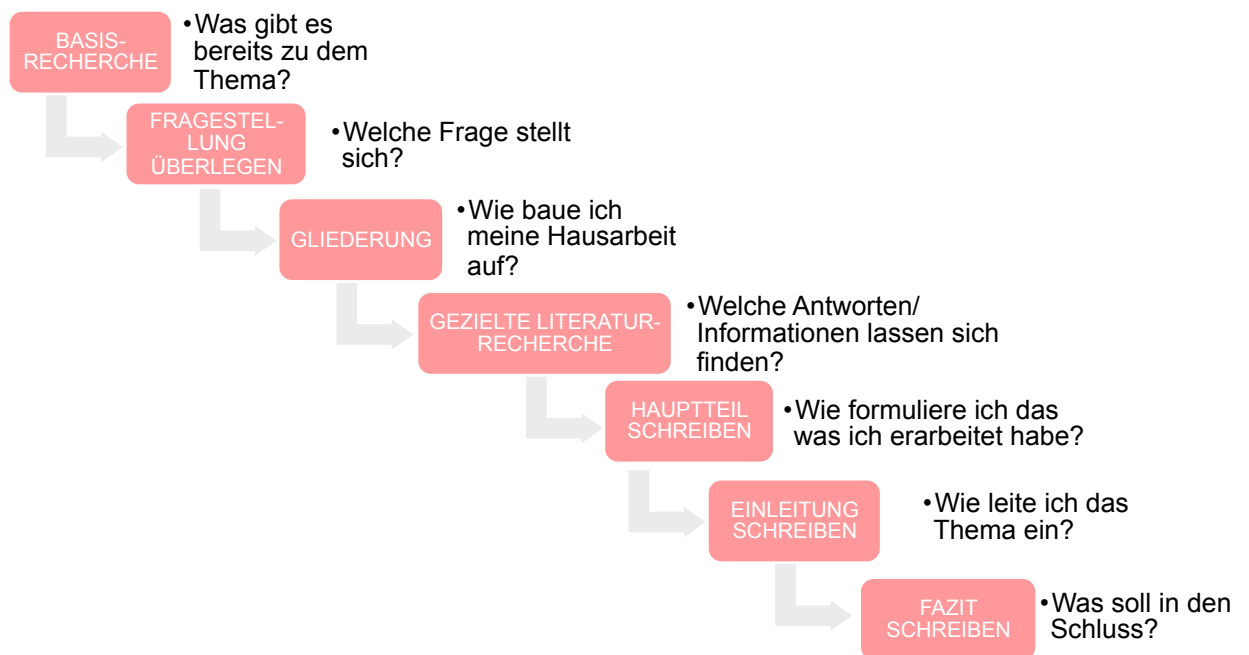 BASIS-
RECHERCHE
•Was gibt es
bereits zu dem
Thema?
FRAGESTEL-
LUNG
ÜBERLEGEN
•Welche Frage stellt
sich?
GLIEDERUNG
•Wie baue ich
meine Hausarbeit
auf?
GEZIELTE LITERATUR-
RECHERCHE
•Welche Antworten/
Informationen lassen sich
finden?
HAUPTTEIL
SCHREIBEN
•Wie formuliere ich das
was ich erarbeitet habe?
EINLEITUNG
SCHREIBEN
•Wie leite ich das
Thema ein?
FAZIT
SCHREIBEN
•Was soll in den
Schluss?